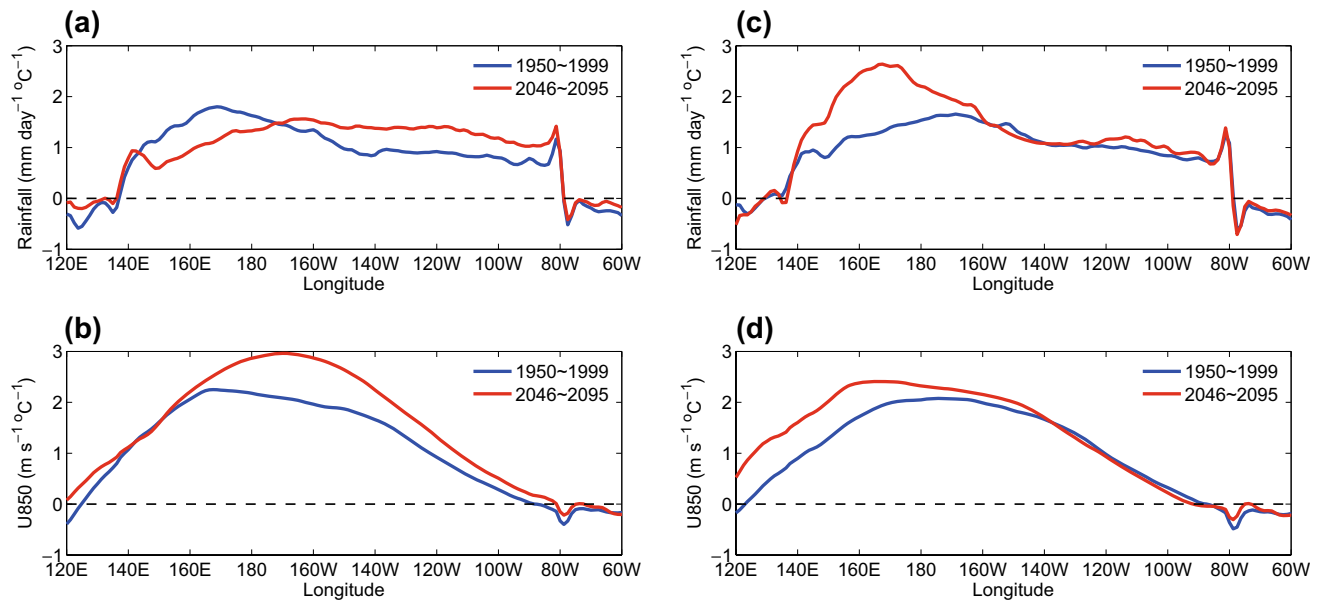 (a)
Rainfall (mm day⁻¹ °C⁻¹)
3
2
1
0
−1
1950~1999
2046~2095
120E 140E 160E 180 160W 140W 120W 100W 80W 60W
Longitude
(c)
Rainfall (mm day⁻¹ °C⁻¹)
3
2
1
0
−1
1950~1999
2046~2095
120E 140E 160E 180 160W 140W 120W 100W 80W 60W
Longitude
(b)
U850 (m s⁻¹ °C⁻¹)
3
2
1
0
−1
1950~1999
2046~2095
120E 140E 160E 180 160W 140W 120W 100W 80W 60W
Longitude
(d)
U850 (m s⁻¹ °C⁻¹)
3
2
1
0
−1
1950~1999
2046~2095
120E 140E 160E 180 160W 140W 120W 100W 80W 60W
Longitude